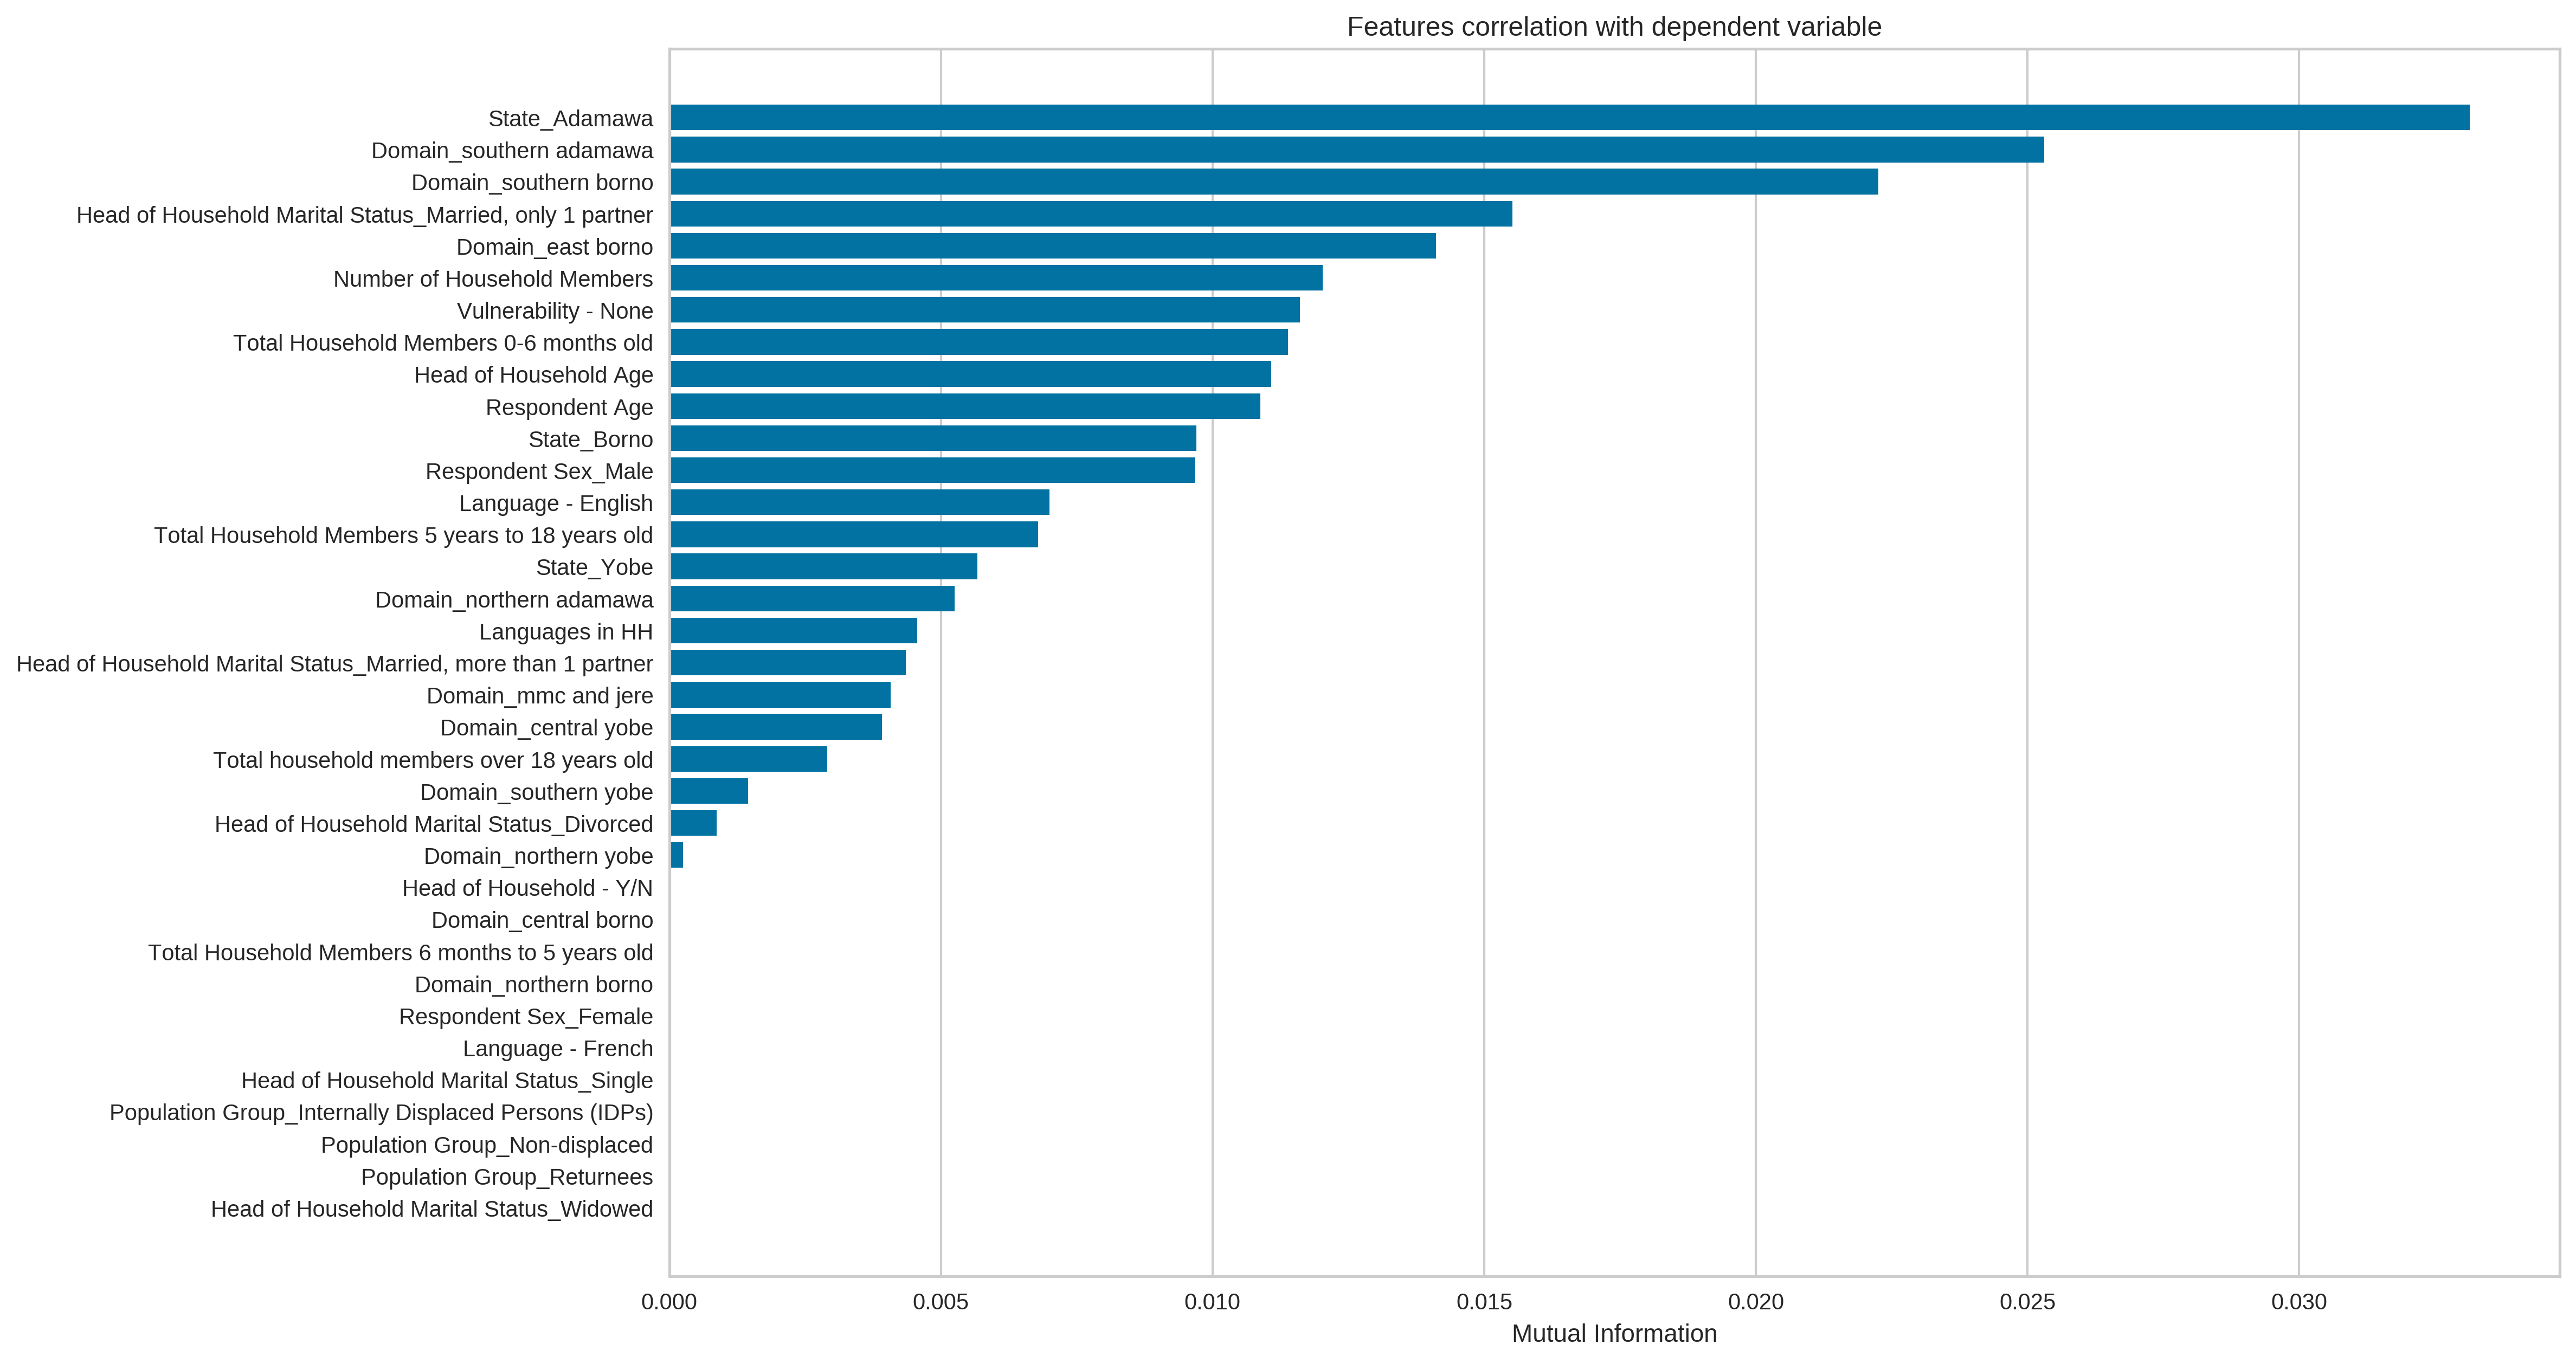 Features correlation with dependent variable
State_Adamawa
Domain_southern adamawa
Domain_southern borno
Head of Household Marital Status_Married, only 1 partner
Domain_east borno
Number of Household Members
Vulnerability - None
Total Household Members 0-6 months old
Head of Household Age
Respondent Age
State_Borno
Respondent Sex_Male
Language - English
Total Household Members 5 years to 18 years old
State_Yobe
Domain_northern adamawa
Languages in HH
Head of Household Marital Status_Married, more than 1 partner
Domain_mmc and jere
Domain_central yobe
Total household members over 18 years old
Domain_southern yobe
Head of Household Marital Status_Divorced
Domain_northern yobe
Head of Household - Y/N
Domain_central borno
Total Household Members 6 months to 5 years old
Domain_northern borno
Respondent Sex_Female
Language - French
Head of Household Marital Status_Single
Population Group_Internally Displaced Persons (IDPs)
Population Group_Non-displaced
Population Group_Returnees
Head of Household Marital Status_Widowed
0.000 0.005 0.010 0.015 0.020 0.025 0.030
Mutual Information